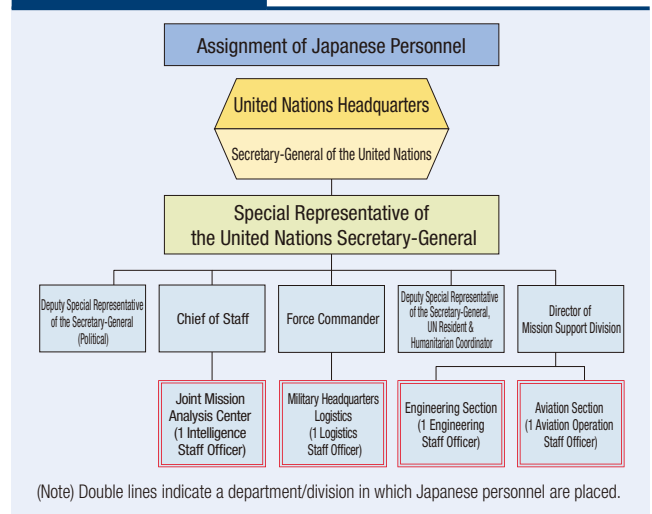 Assignment of Japanese Personnel
United Nations Headquarters
Secretary-General of the United Nations
Special Representative of
the United Nations Secretary-General
Deputy Special Representative
of the Secretary-General
(Political)
Chief of Staff
Force Commander
Deputy Special Representative
of the Secretary-General,
UN Resident &
Humanitarian Coordinator
Director of
Mission Support Division
Joint Mission
Analysis Center
(1 Intelligence
Staff Officer)
Military Headquarters
Logistics
(1 Logistics
Staff Officer)
Engineering Section
(1 Engineering
Staff Officer)
Aviation Section
(1 Aviation Operation
Staff Officer)
(Note) Double lines indicate a department/division in which Japanese personnel are placed.